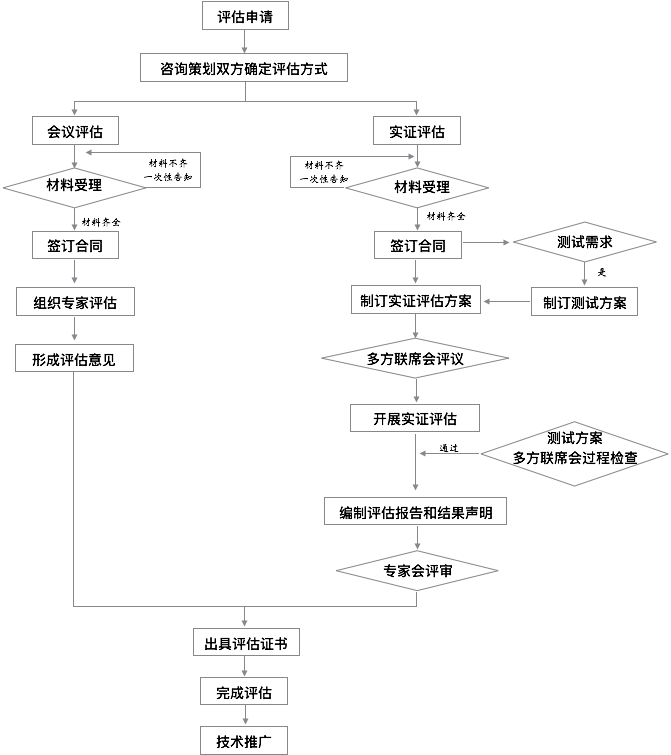 评估申请
咨询策划双方确定评估方式
会议评估
实证评估
材料不齐
一次性告知
材料不齐
一次性告知
材料受理
材料受理
材料齐全
材料齐全
签订合同
签订合同
测试需求
是
组织专家评估
制订实证评估方案
制订测试方案
形成评估意见
多方联席会评议
开展实证评估
通过
测试方案
多方联席会过程检查
编制评估报告和结果声明
专家会评审
出具评估证书
完成评估
技术推广